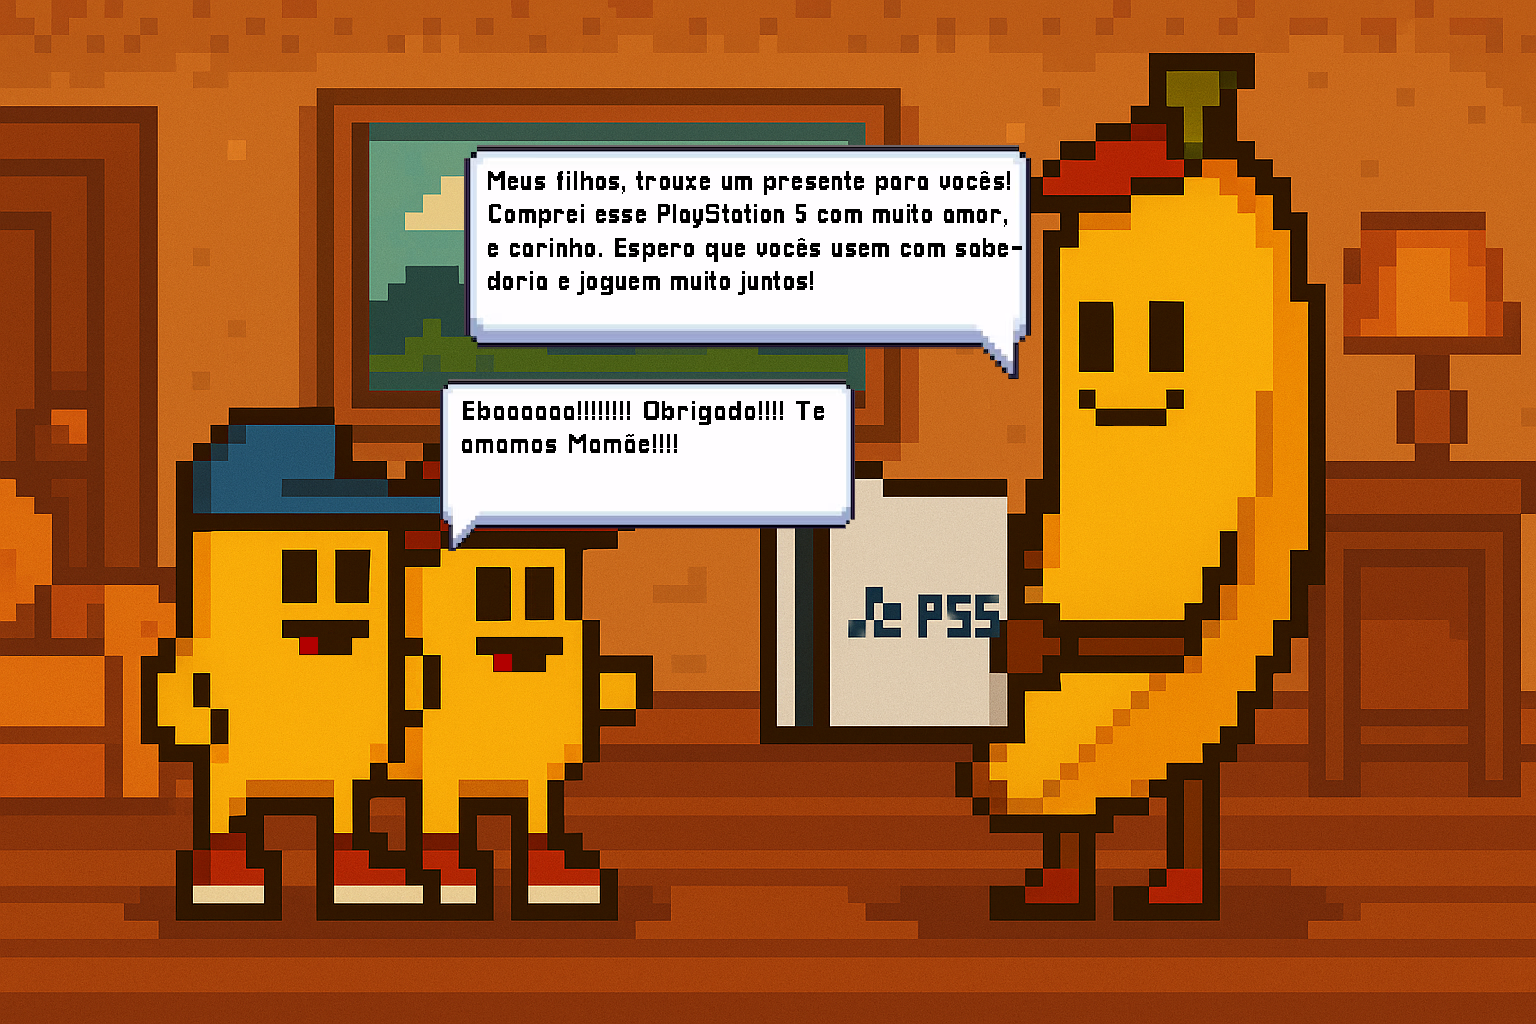 Meus filhos, trouxe um presente para vocês!
Comprei esse PlayStation 5 com muito amor,
e carinho. Espero que vocês usem com sabe-
doria e joguem muito juntos!
Ebaaaaaa!!!!!!!! Obrigado!!!! Te
amamos Mamãe!!!!
PS5